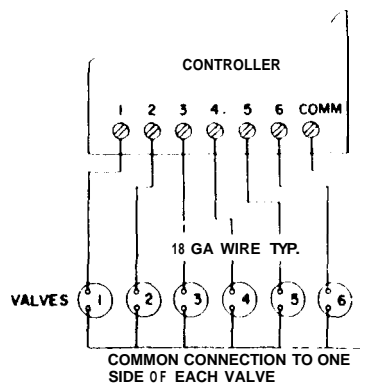 CONTROLLER
1 2 3 4. 5 6 COMM
18 GA WIRE TYP.
VALVES 1 2 3 4 5 6
COMMON CONNECTION TO ONE
SIDE OF EACH VALVE